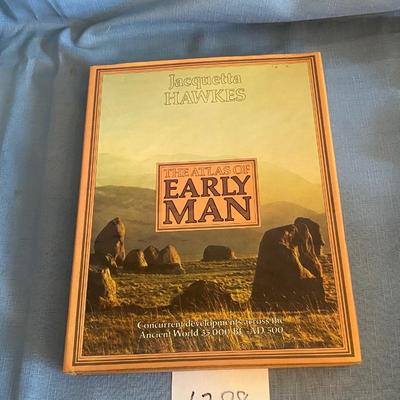 Jacquetta
HAWKES
THE ATLAS OF
EARLY
MAN
Concurrent developments across the
Ancient World 35,000 BC - AD 500